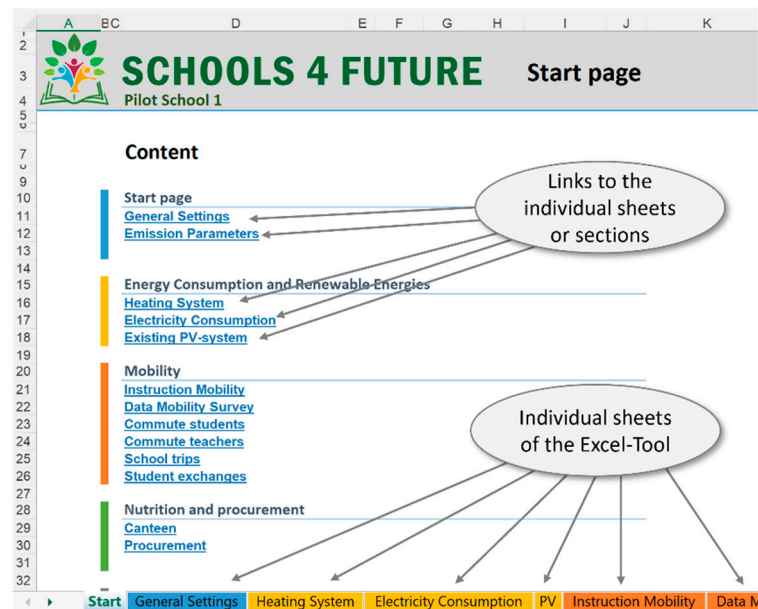 A B C D E F G H I J K
1
2
3 SCHOOLS 4 FUTURE Start page
4 Pilot School 1
5
6
7 Content
8
9
10 Start page
11 General Settings
12 Emission Parameters
13
14
15 Energy Consumption and Renewable Energies
16 Heating System
17 Electricity Consumption
18 Existing PV-system
19
20 Mobility
21 Instruction Mobility
22 Data Mobility Survey
23 Commute students
24 Commute teachers
25 School trips
26 Student exchanges
27
28 Nutrition and procurement
29 Canteen
30 Procurement
31
32
Links to the
individual sheets
or sections
Individual sheets
of the Excel-Tool
Start General Settings Heating System Electricity Consumption PV Instruction Mobility Data M